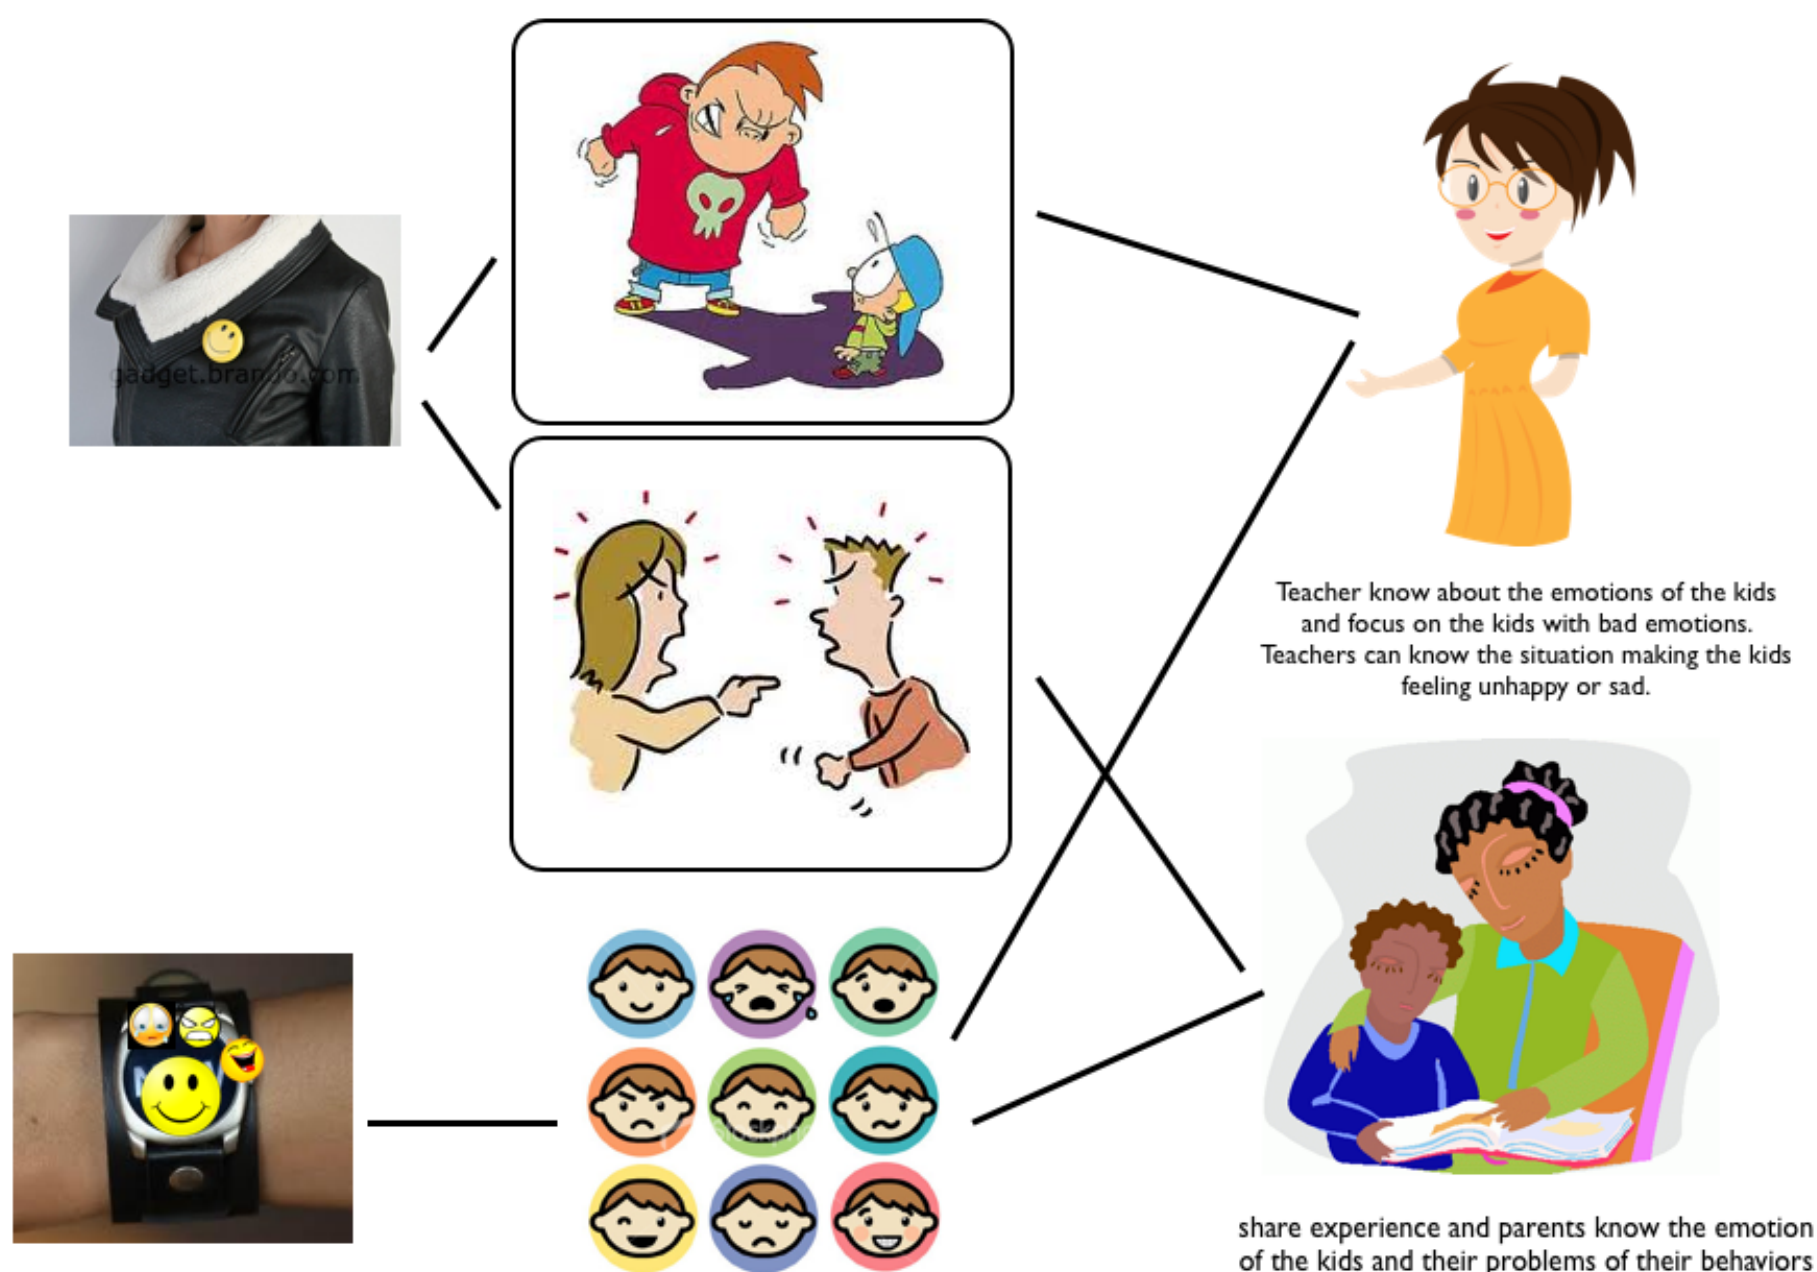 gadget.brando.com
Teacher know about the emotions of the kids
and focus on the kids with bad emotions.
Teachers can know the situation making the kids
feeling unhappy or sad.
share experience and parents know the emotion
of the kids and their problems of their behaviors